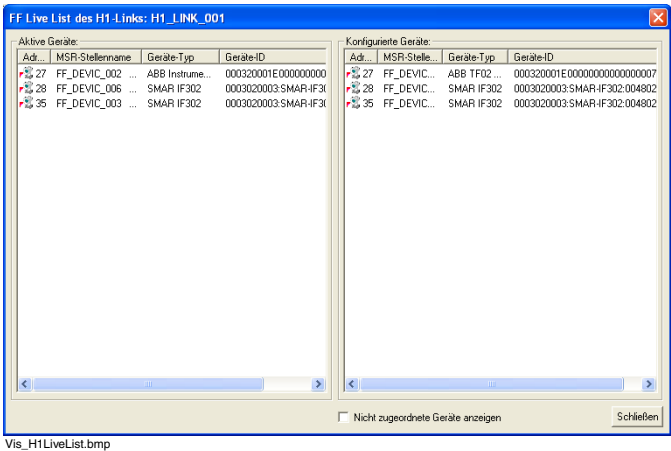 FF Live List des H1-Links: H1_LINK_001
Aktive Geräte:
Adr... MSR-Stellenname Geräte-Typ Geräte-ID
27 FF_DEVIC_002 ... ABB Instrume... 000320001E000000000
28 FF_DEVIC_006 ... SMAR IF302 0003020003:SMAR-IF30
35 FF_DEVIC_003 ... SMAR IF302 0003020003:SMAR-IF30
Konfigurierte Geräte:
Adr... MSR-Stelle... Geräte-Typ Geräte-ID
27 FF_DEVIC... ABB TF02 ... 000320001E00000000000000007
28 FF_DEVIC... SMAR IF302 0003020003:SMAR-IF302:004802
35 FF_DEVIC... SMAR IF302 0003020003:SMAR-IF302:004802
Nicht zugeordnete Geräte anzeigen
Schließen
Vis_H1LiveList.bmp